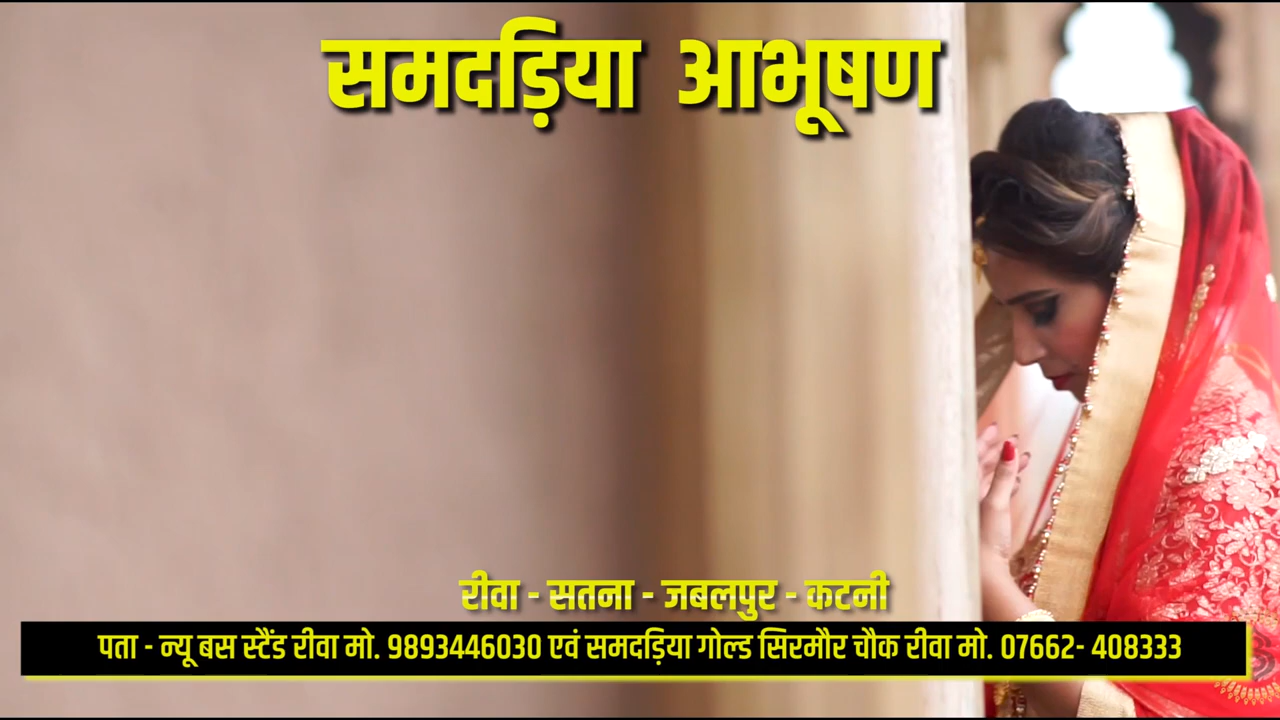 समदड़िया आभूषण
रीवा - सतना - जबलपुर - कटनी
पता - न्यू बस स्टैंड रीवा मो. 9893446030 एवं समदड़िया गोल्ड सिरमौर चौक रीवा मो. 07662- 408333